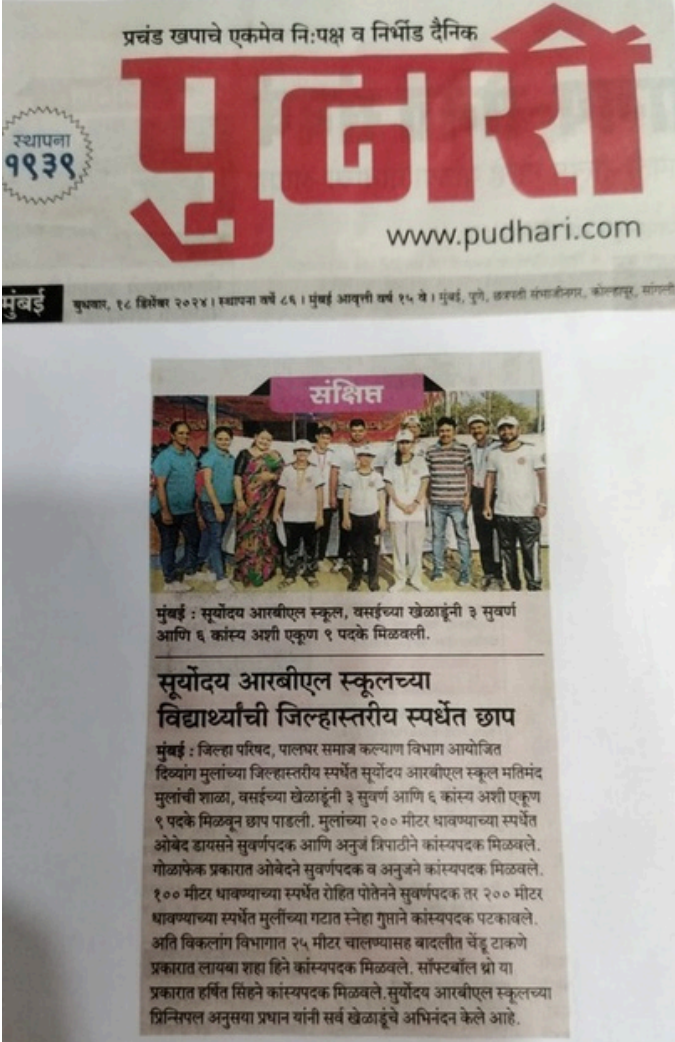 प्रचंड खपाचे एकमेव नि:पक्ष व निर्भीड दैनिक
पुढारी
स्थापना
१९३९
www.pudhari.com
मुंबई
बुधवार, १८ डिसेंबर २०२४ । स्थापना वर्ष ८६ । मुंबई आवृत्ती वर्ष १५ वे । मुंबई, पुणे, छत्रपती संभाजीनगर, कोल्हापूर, सांगली
संक्षिप्त
मुंबई : सूर्योदय आरबीएल स्कूल, वसईच्या खेळाडूंनी ३ सुवर्ण
आणि ६ कांस्य अशी एकूण ९ पदके मिळवली.
सूर्योदय आरबीएल स्कूलच्या
विद्यार्थ्यांची जिल्हास्तरीय स्पर्धेत छाप
मुंबई : जिल्हा परिषद, पालघर समाज कल्याण विभाग आयोजित
दिव्यांग मुलांच्या जिल्हास्तरीय स्पर्धेत सूर्योदय आरबीएल स्कूल मतिमंद
मुलांची शाळा, वसईच्या खेळाडूंनी ३ सुवर्ण आणि ६ कांस्य अशी एकूण
९ पदके मिळवून छाप पाडली. मुलांच्या २०० मीटर धावण्याच्या स्पर्धेत
ओबेद डायसने सुवर्णपदक आणि अनुजं त्रिपाठीने कांस्यपदक मिळवले.
गोळाफेक प्रकारात ओबेदने सुवर्णपदक व अनुजने कांस्यपदक मिळवले.
१०० मीटर धावण्याच्या स्पर्धेत रोहित पोतेनने सुवर्णपदक तर २०० मीटर
धावण्याच्या स्पर्धेत मुलींच्या गटात स्नेहा गुप्ताने कांस्यपदक पटकावले.
अति विकलांग विभागात २५ मीटर चालण्यासह बादलीत चेंडू टाकणे
प्रकारात लायबा शहा हिने कांस्यपदक मिळवले. सॉफ्टबॉल थ्रो या
प्रकारात हर्षित सिंहने कांस्यपदक मिळवले.सुर्योदय आरबीएल स्कूलच्या
प्रिन्सिपल अनुसया प्रधान यांनी सर्व खेळाडूंचे अभिनंदन केले आहे.